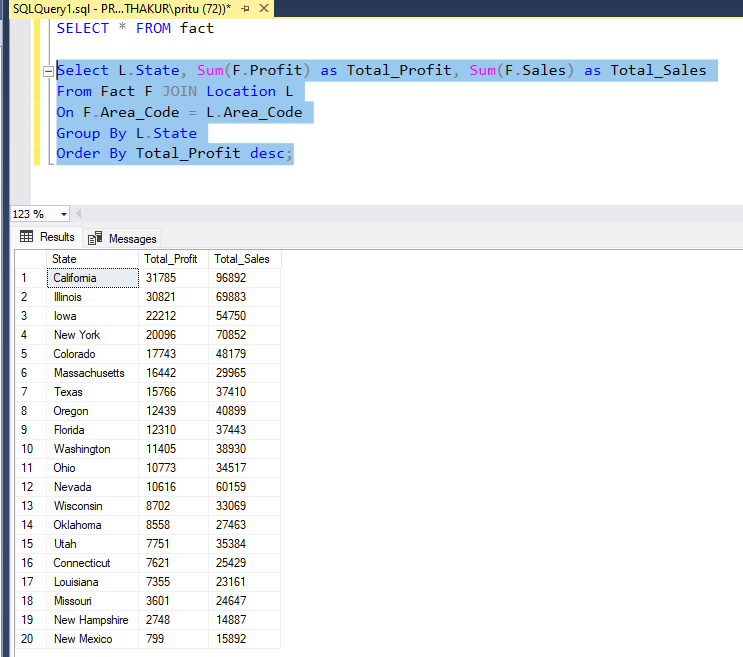 SQLQuery1.sql - PR...THAKUR\pritu (72))*
SELECT * FROM fact
Select L.State, Sum(F.Profit) as Total_Profit, Sum(F.Sales) as Total_Sales
From Fact F JOIN Location L
On F.Area_Code = L.Area_Code
Group By L.State
Order By Total_Profit desc;
123 %
Results Messages
State Total_Profit Total_Sales
1 California 31785 96892
2 Illinois 30821 69883
3 Iowa 22212 54750
4 New York 20096 70852
5 Colorado 17743 48179
6 Massachusetts 16442 29965
7 Texas 15766 37410
8 Oregon 12439 40899
9 Florida 12310 37443
10 Washington 11405 38930
11 Ohio 10773 34517
12 Nevada 10616 60159
13 Wisconsin 8702 33069
14 Oklahoma 8558 27463
15 Utah 7751 35384
16 Connecticut 7621 25429
17 Louisiana 7355 23161
18 Missouri 3601 24647
19 New Hampshire 2748 14887
20 New Mexico 799 15892